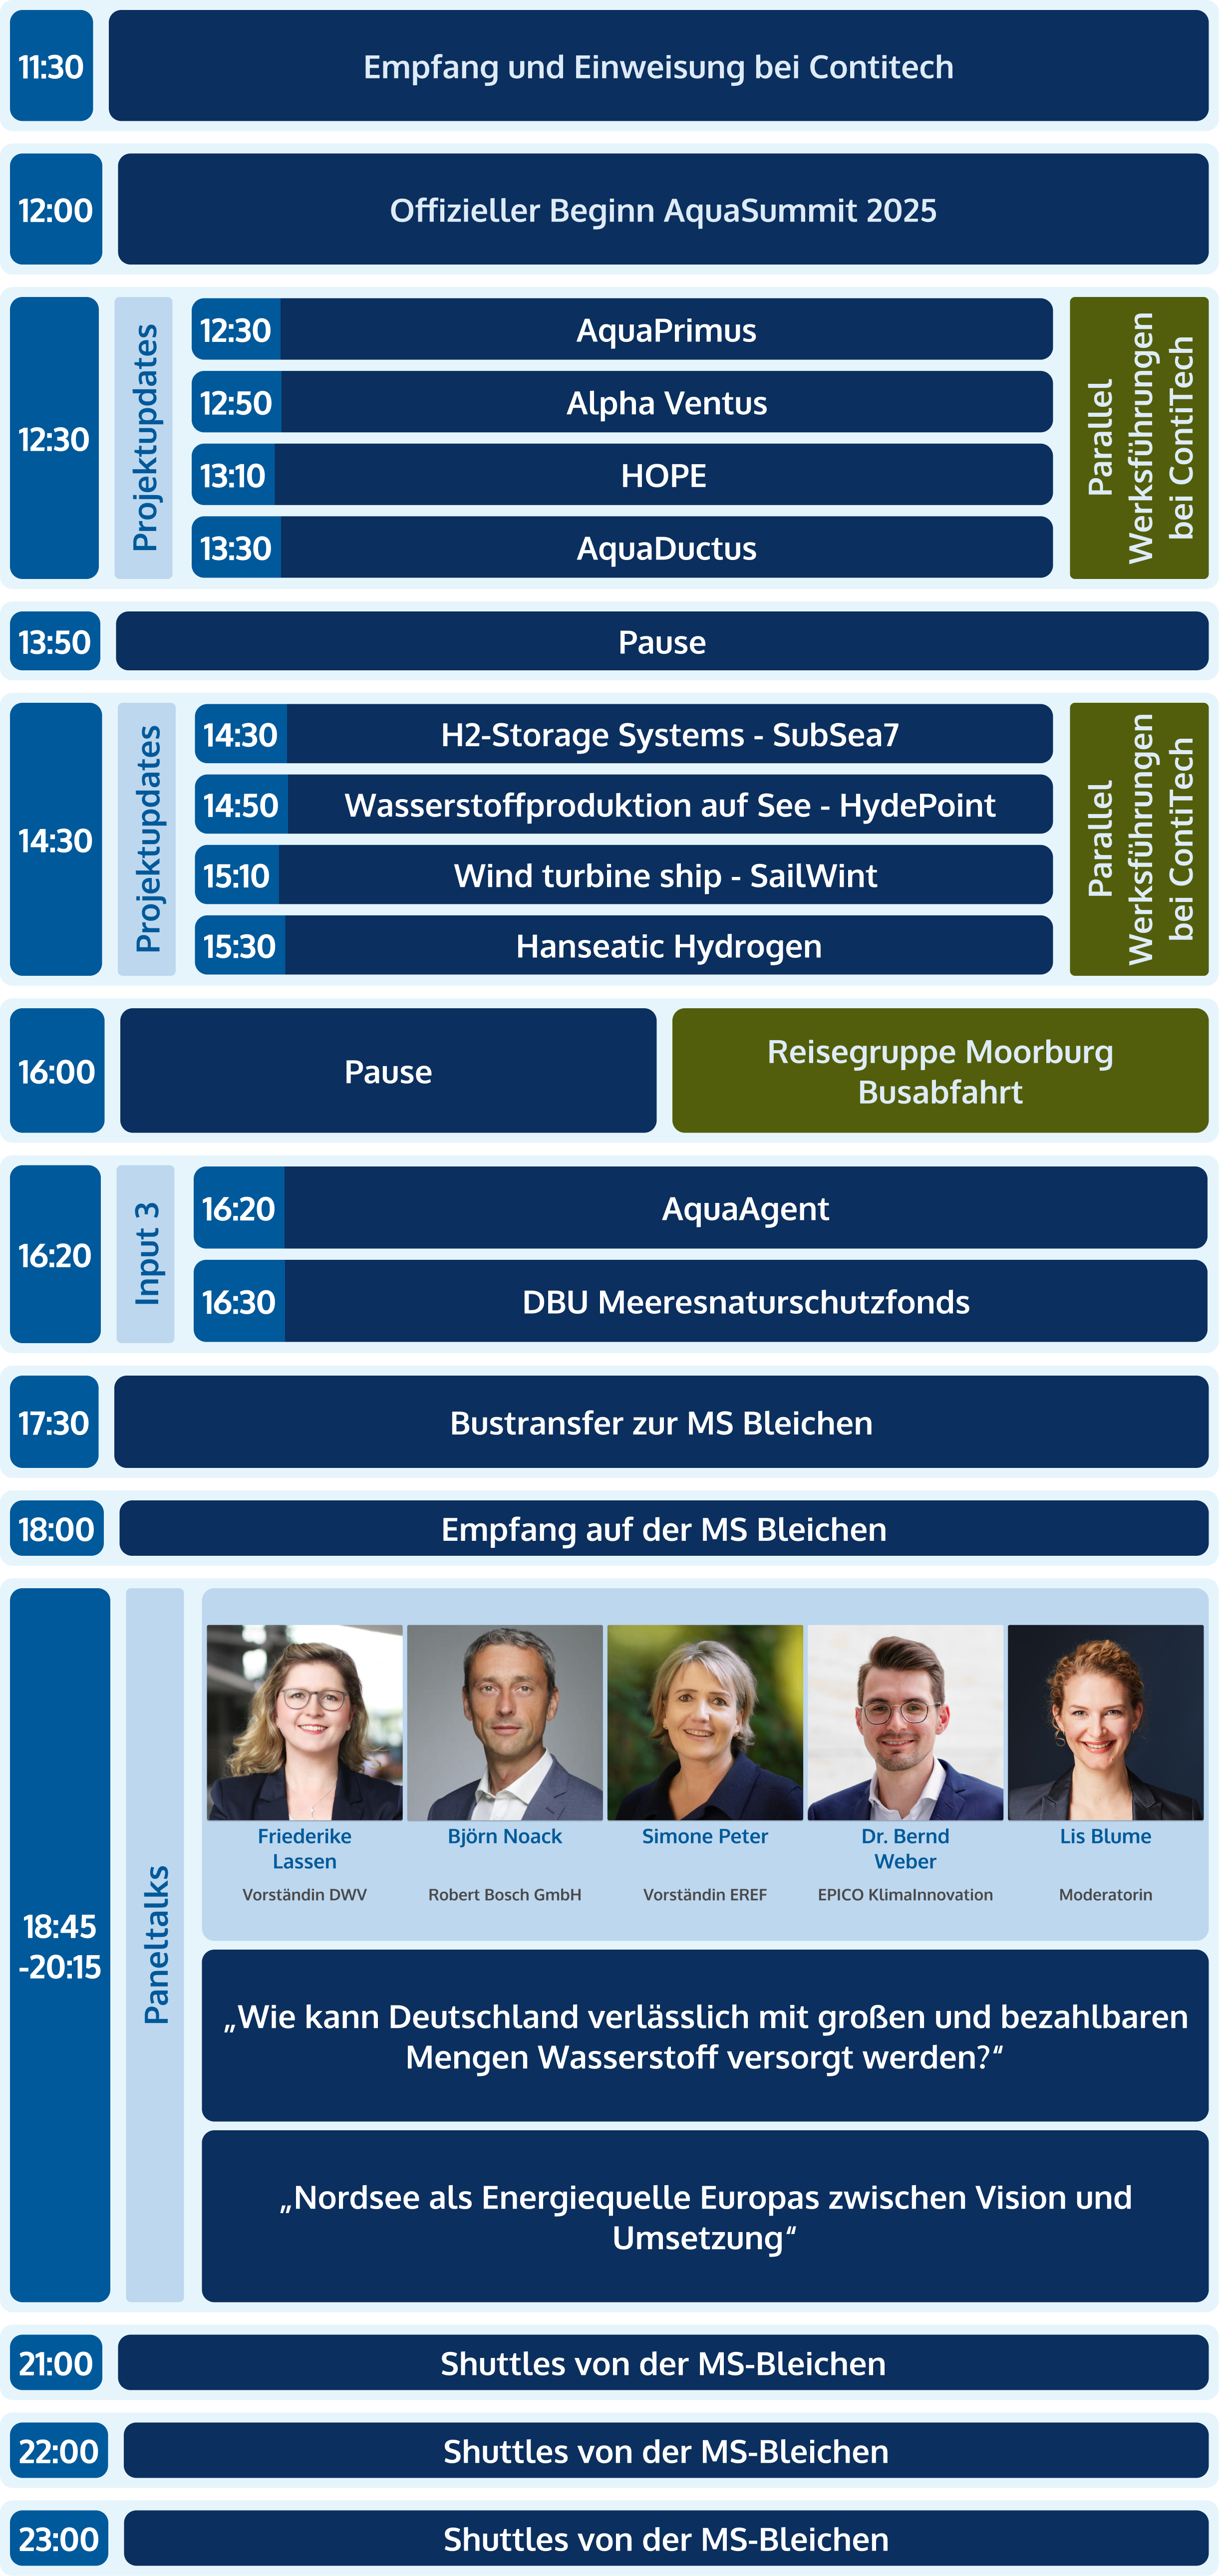 11:30
Empfang und Einweisung bei Contitech
12:00
Offizieller Beginn AquaSummit 2025
12:30
Projektupdates
12:30
AquaPrimus
12:50
Alpha Ventus
13:10
HOPE
13:30
AquaDuctus
Parallel
Werksführungen
bei ContiTech
13:50
Pause
14:30
Projektupdates
14:30
H2-Storage Systems - SubSea7
14:50
Wasserstoffproduktion auf See - HydePoint
15:10
Wind turbine ship - SailWint
15:30
Hanseatic Hydrogen
Parallel
Werksführungen
bei ContiTech
16:00
Pause
Reisegruppe Moorburg
Busabfahrt
16:20
Input 3
16:20
AquaAgent
16:30
DBU Meeresnaturschutzfonds
17:30
Bustransfer zur MS Bleichen
18:00
Empfang auf der MS Bleichen
18:45
-20:15
Paneltalks
Friederike
Lassen
Vorständin DWV
Björn Noack
Robert Bosch GmbH
Simone Peter
Vorständin EREF
Dr. Bernd
Weber
EPICO KlimaInnovation
Lis Blume
Moderatorin
„Wie kann Deutschland verlässlich mit großen und bezahlbaren
Mengen Wasserstoff versorgt werden?“
„Nordsee als Energiequelle Europas zwischen Vision und
Umsetzung“
21:00
Shuttles von der MS-Bleichen
22:00
Shuttles von der MS-Bleichen
23:00
Shuttles von der MS-Bleichen